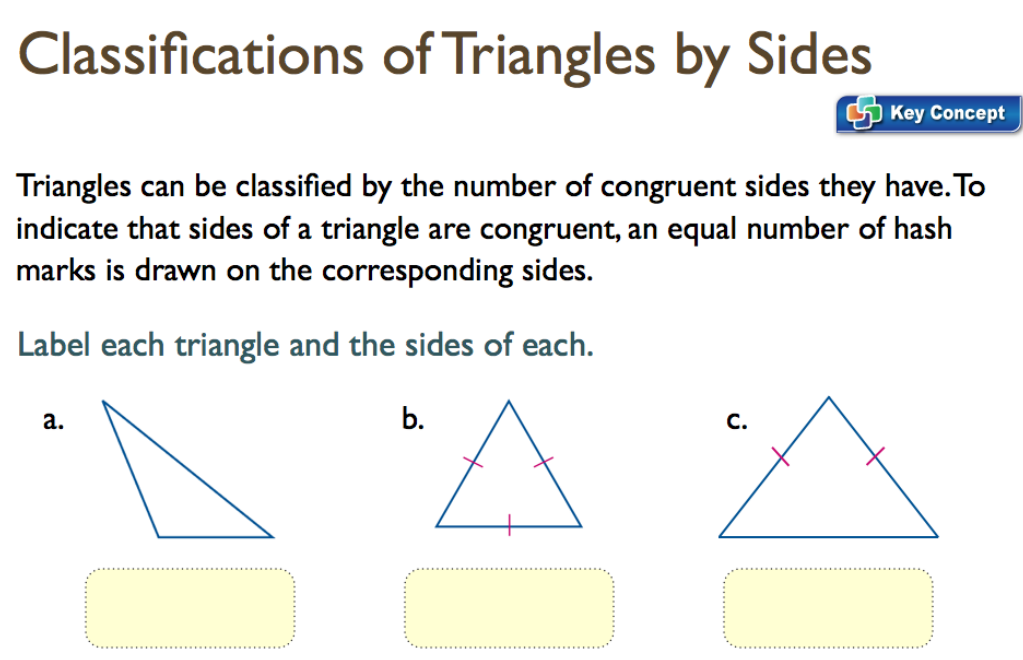 Classifications of Triangles by Sides
Key Concept
Triangles can be classified by the number of congruent sides they have. To
indicate that sides of a triangle are congruent, an equal number of hash
marks is drawn on the corresponding sides.
Label each triangle and the sides of each.
a.
b.
c.